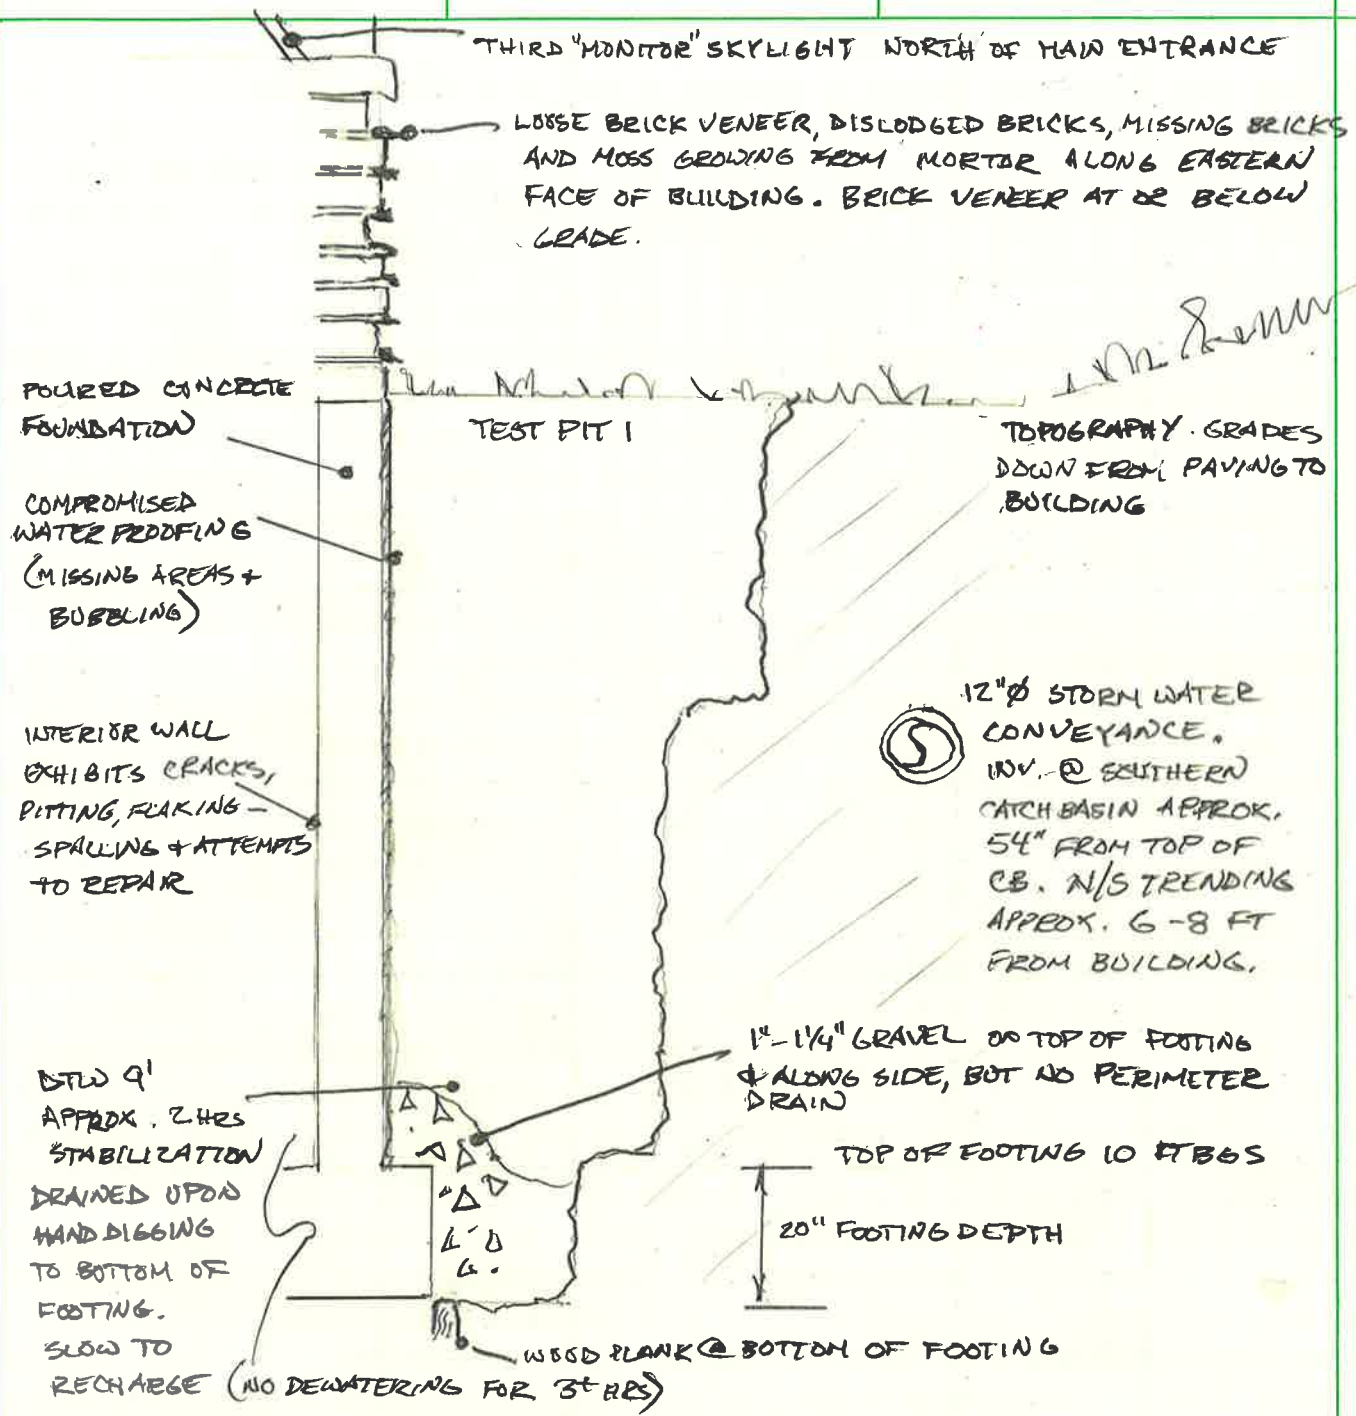 THIRD "MONITOR" SKYLIGHT NORTH OF MAIN ENTRANCE
LOOSE BRICK VENEER, DISLODGED BRICKS, MISSING BRICKS
AND MOSS GROWING FROM MORTAR ALONG EASTERN
FACE OF BUILDING. BRICK VENEER AT OR BELOW
GRADE.
POURED CONCRETE
FOUNDATION
TEST PIT 1
TOPOGRAPHY GRADES
DOWN FROM PAVING TO
BUILDING
COMPROMISED
WATERPROOFING
(MISSING AREAS +
BUBBLING)
12"Ø STORM WATER
CONVEYANCE.
INV. @ SOUTHERN
CATCH BASIN APPROX.
54" FROM TOP OF
CB. N/S TRENDING
APPROX. 6-8 FT
FROM BUILDING.
S
INTERIOR WALL
EXHIBITS CRACKS,
PITTING, FLAKING -
SPALLING + ATTEMPTS
TO REPAIR
1"-1¼" GRAVEL ON TOP OF FOOTING
& ALONG SIDE, BUT NO PERIMETER
DRAIN
DTW 9'
APPROX. 2 HRS
STABILIZATION
DRAINED UPON
HAND DIGGING
TO BOTTOM OF
FOOTING.
SLOW TO
RECHARGE (NO DEWATERING FOR 3+ HRS)
TOP OF FOOTING 10 FTBGS
20" FOOTING DEPTH
WOOD PLANK @ BOTTOM OF FOOTING